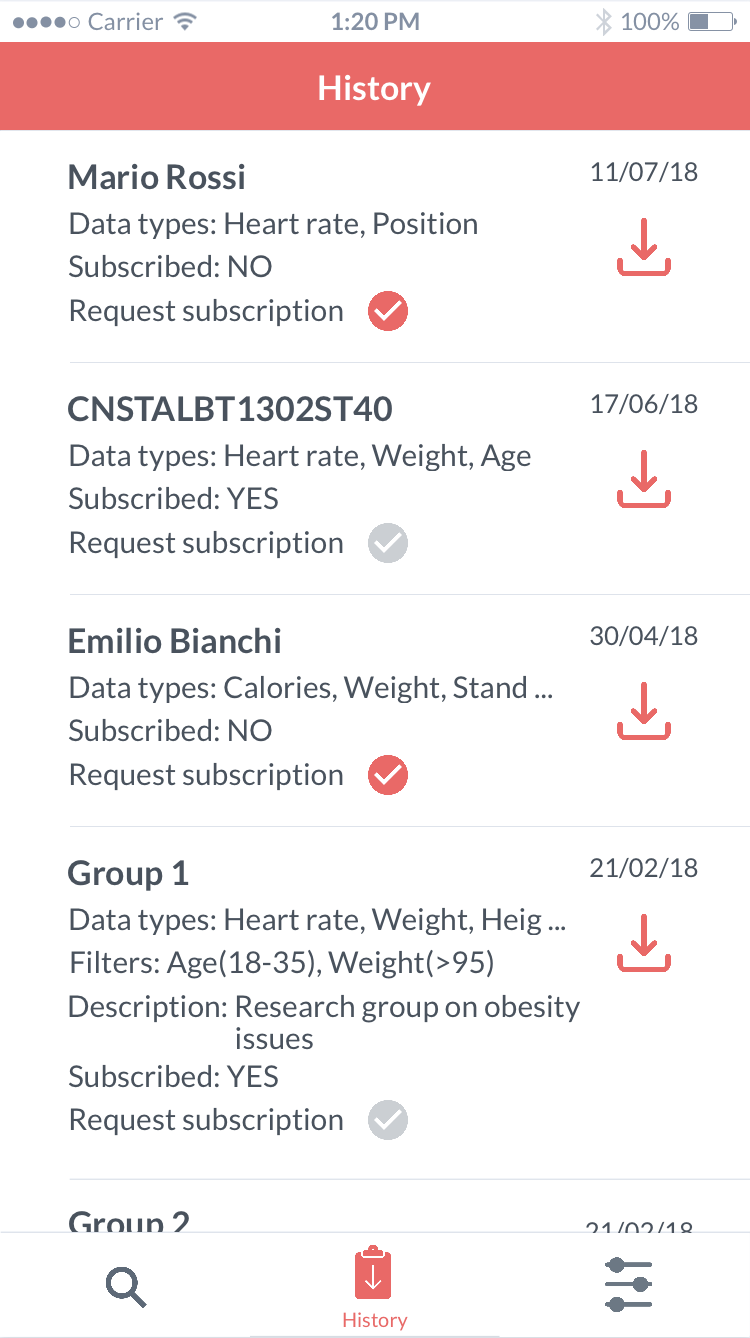 Carrier 1:20 PM 100%
History
Mario Rossi 11/07/18
Data types: Heart rate, Position
Subscribed: NO
Request subscription
CNSTALBT1302ST40 17/06/18
Data types: Heart rate, Weight, Age
Subscribed: YES
Request subscription
Emilio Bianchi 30/04/18
Data types: Calories, Weight, Stand ...
Subscribed: NO
Request subscription
Group 1 21/02/18
Data types: Heart rate, Weight, Heig ...
Filters: Age(18-35), Weight(>95)
Description: Research group on obesity
issues
Subscribed: YES
Request subscription
Group 2 21/02/18
History